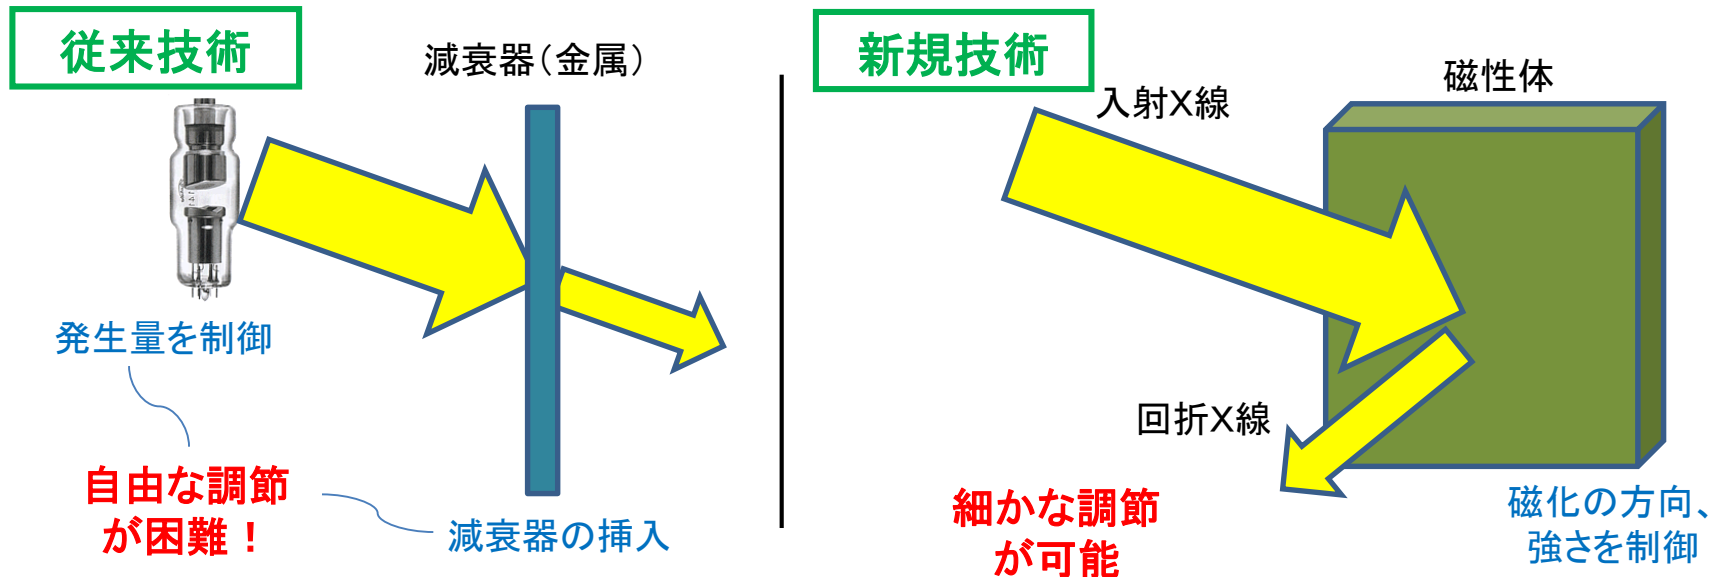 従来技術
減衰器（金属）
発生量を制御
自由な調節
が困難！
減衰器の挿入
新規技術
入射X線
磁性体
回折X線
細かな調節
が可能
磁化の方向、
強さを制御